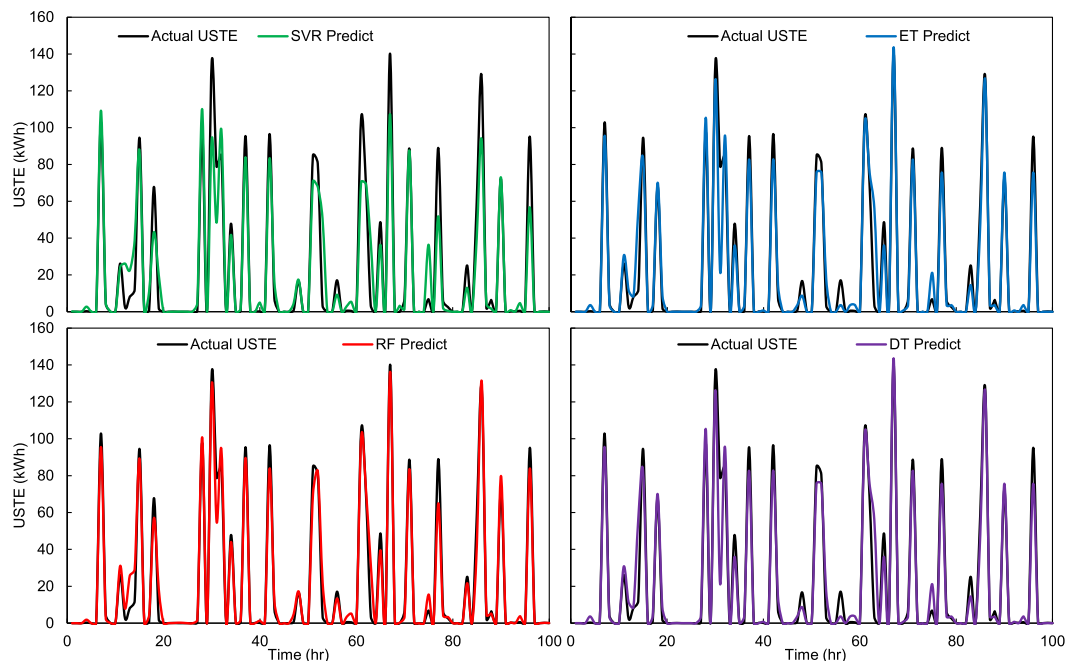 160
140
120
100
80
60
40
20
0
USTE (kWh)
Actual USTE SVR Predict
Actual USTE ET Predict
160
140
120
100
80
60
40
20
0
USTE (kWh)
Actual USTE RF Predict
0 20 40 60 80 100
Time (hr)
Actual USTE DT Predict
0 20 40 60 80 100
Time (hr)